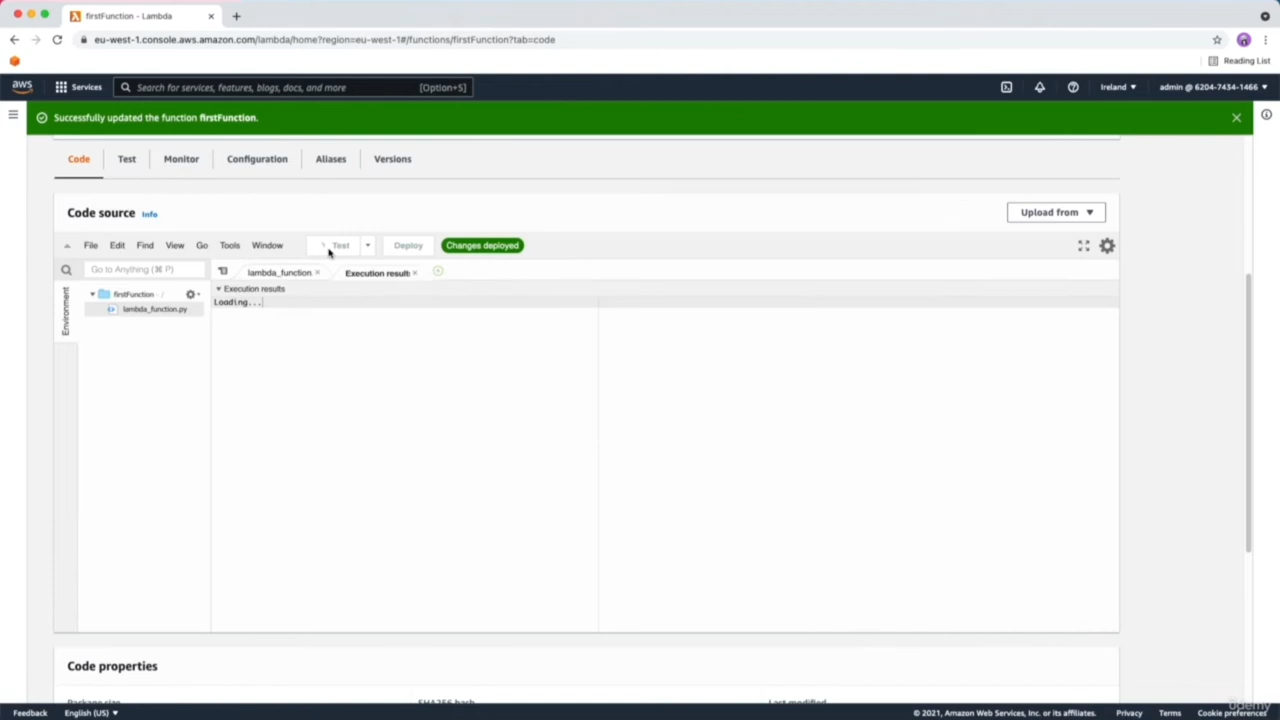 firstFunction - Lambda
eu-west-1.console.aws.amazon.com/lambda/home?region=eu-west-1#/functions/firstFunction?tab=code
Reading List
aws
Services
Search for services, features, blogs, docs, and more
[Option+S]
Ireland
admin @ 6204-7434-1466
Successfully updated the function firstFunction.
Code
Test
Monitor
Configuration
Aliases
Versions
Code source
Info
Upload from
File
Edit
Find
View
Go
Tools
Window
Test
Deploy
Changes deployed
Go to Anything (⌘ P)
lambda_function
Execution result
Environment
firstFunction - /
Execution results
lambda_function.py
Loading...
Code properties
Package size
SHA256 hash
Last modified
Feedback
English (US)
© 2021, Amazon Web Services, Inc. or its affiliates.
Privacy
Terms
Cookie preferences
udemy